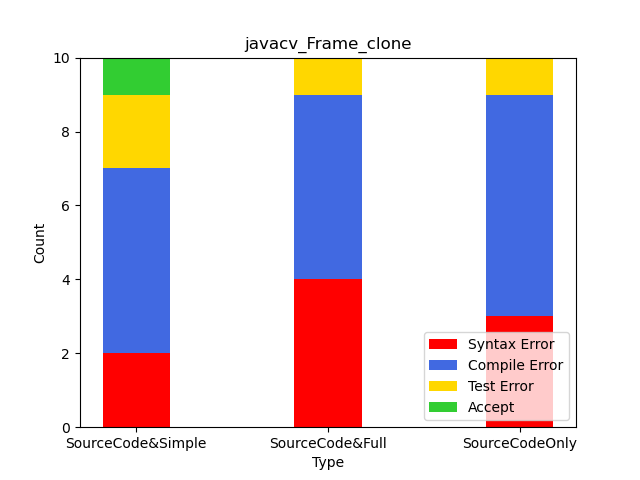 javacv_Frame_clone
10
8
6
4
2
0
Count
Syntax Error
Compile Error
Test Error
Accept
SourceCode&Simple SourceCode&Full SourceCodeOnly
Type